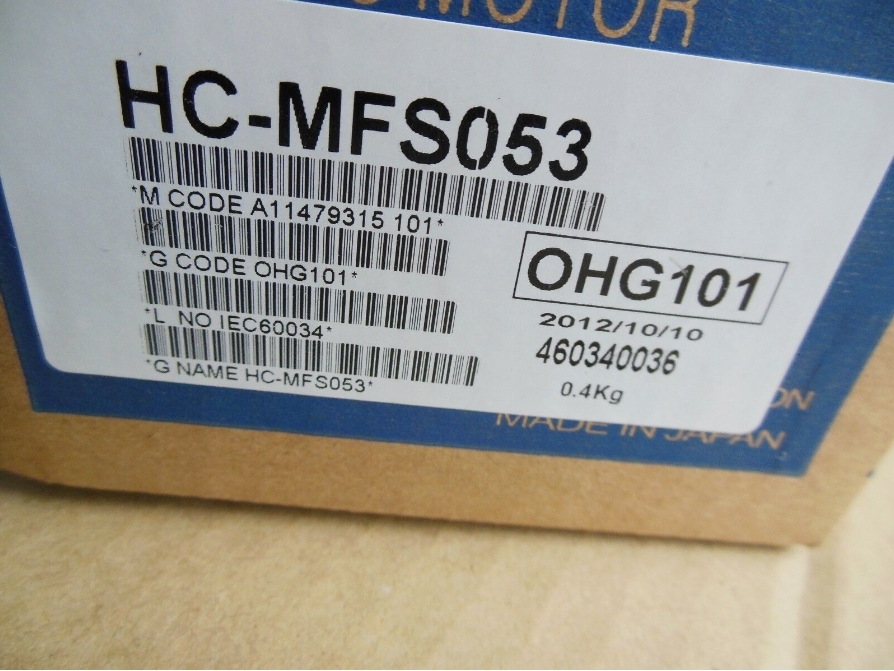 MOTOR
HC-MFS053
*M CODE A11479315 101*
*G CODE OHG101*
*L NO IEC60034*
*G NAME HC-MFS053*
OHG101
2012/10/10
460340036
0.4Kg
MADE IN JAPAN